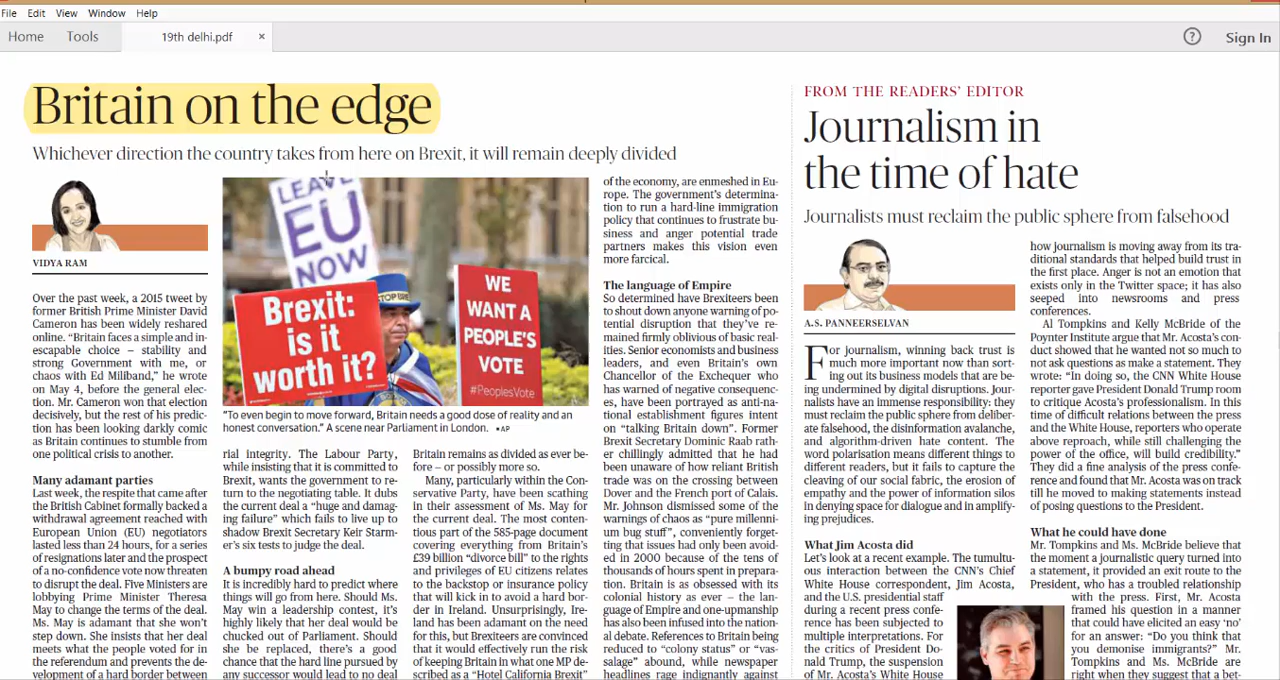 File Edit View Window Help
Home Tools 19th delhi.pdf × ? Sign In
Britain on the edge
Whichever direction the country takes from here on Brexit, it will remain deeply divided
VIDYA RAM
Over the past week, a 2015 tweet by
former British Prime Minister David
Cameron has been widely reshared
online. “Britain faces a simple and in-
escapable choice – stability and
strong Government with me, or
chaos with Ed Miliband,” he wrote
on May 4, before the general elec-
tion. Mr. Cameron won that election
decisively, but the rest of his predic-
tion has been looking darkly comic
as Britain continues to stumble from
one political crisis to another.
Many adamant parties
Last week, the respite that came after
the British Cabinet formally backed a
withdrawal agreement reached with
European Union (EU) negotiators
lasted less than 24 hours, for a series
of resignations later and the prospect
of a no-confidence vote now threaten
to disrupt the deal. Five Ministers are
lobbying Prime Minister Theresa
May to change the terms of the deal.
Ms. May is adamant that she won’t
step down. She insists that her deal
meets what the people voted for in
the referendum and prevents the de-
velopment of a hard border between
LEAVE
EU
NOW
Brexit:
is it
worth it?
STOP
WE
WANT A
PEOPLE’S
VOTE
#PeoplesVote
“To even begin to move forward, Britain needs a good dose of reality and an
honest conversation.” A scene near Parliament in London. • AP
rial integrity. The Labour Party,
while insisting that it is committed to
Brexit, wants the government to re-
turn to the negotiating table. It dubs
the current deal a “huge and damag-
ing failure” which fails to live up to
shadow Brexit Secretary Keir Starm-
er’s six tests to judge the deal.
A bumpy road ahead
It is incredibly hard to predict where
things will go from here. Should Ms.
May win a leadership contest, it’s
highly likely that her deal would be
chucked out of Parliament. Should
she be replaced, there’s a good
chance that the hard line pursued by
any successor would lead to no deal
Britain remains as divided as ever be-
fore – or possibly more so.
Many, particularly within the Con-
servative Party, have been scathing
in their assessment of Ms. May for
the current deal. The most conten-
tious part of the 585-page document
covering everything from Britain’s
£39 billion “divorce bill” to the rights
and privileges of EU citizens relates
to the backstop or insurance policy
that will kick in to avoid a hard bor-
der in Ireland. Unsurprisingly, Ire-
land has been adamant on the need
for this, but Brexiteers are convinced
that it would effectively run the risk
of keeping Britain in what one MP de-
scribed as a “Hotel California Brexit”
of the economy, are enmeshed in Eu-
rope. The government’s determina-
tion to run a hard-line immigration
policy that continues to frustrate bu-
siness and anger potential trade
partners makes this vision even
more farcical.
The language of Empire
So determined have Brexiteers been
to shout down anyone warning of po-
tential disruption that they’ve re-
mained firmly oblivious of basic real-
ities. Senior economists and business
leaders, and even Britain’s own
Chancellor of the Exchequer who
has warned of negative consequenc-
es, have been portrayed as anti-na-
tional establishment figures intent
on “talking Britain down”. Former
Brexit Secretary Dominic Raab rath-
er chillingly admitted that he had
been unaware of how reliant British
trade was on the crossing between
Dover and the French port of Calais.
Mr. Johnson dismissed some of the
warnings of chaos as “pure millenni-
um bug stuff”, conveniently forget-
ting that issues had only been avoid-
ed in 2000 because of the tens of
thousands of hours spent in prepara-
tion. Britain is as obsessed with its
colonial history as ever – the lan-
guage of Empire and one-upmanship
has also been infused into the nation-
al debate. References to Britain being
reduced to “colony status” or “vas-
salage” abound, while newspaper
headlines rage indignantly against
FROM THE READERS’ EDITOR
Journalism in
the time of hate
Journalists must reclaim the public sphere from falsehood
A.S. PANNEERSELVAN
For journalism, winning back trust is
much more important now than sort-
ing out its business models that are be-
ing undermined by digital disruptions. Jour-
nalists have an immense responsibility: they
must reclaim the public sphere from deliber-
ate falsehood, the disinformation avalanche,
and algorithm-driven hate content. The
word polarisation means different things to
different readers, but it fails to capture the
cleaving of our social fabric, the erosion of
empathy and the power of information silos
in denying space for dialogue and in amplify-
ing prejudices.
What Jim Acosta did
Let’s look at a recent example. The tumultu-
ous interaction between the CNN’s Chief
White House correspondent, Jim Acosta,
and the U.S. presidential staff
during a recent press confe-
rence has been subjected to
multiple interpretations. For
the critics of President Do-
nald Trump, the suspension
of Mr. Acosta’s White House
how journalism is moving away from its tra-
ditional standards that helped build trust in
the first place. Anger is not an emotion that
exists only in the Twitter space; it has also
seeped into newsrooms and press
conferences.
Al Tompkins and Kelly McBride of the
Poynter Institute argue that Mr. Acosta’s con-
duct showed that he wanted not so much to
not ask questions as make a statement. They
wrote: “In doing so, the CNN White House
reporter gave President Donald Trump room
to critique Acosta’s professionalism. In this
time of difficult relations between the press
and the White House, reporters who operate
above reproach, while still challenging the
power of the office, will build credibility.”
They did a fine analysis of the press confe-
rence and found that Mr. Acosta was on track
till he moved to making statements instead
of posing questions to the President.
What he could have done
Mr. Tompkins and Ms. McBride believe that
the moment a journalistic query turned into
a statement, it provided an exit route to the
President, who has a troubled relationship
with the press. First, Mr. Acosta
framed his question in a manner
that could have elicited an easy ‘no’
for an answer: “Do you think that
you demonise immigrants?” Mr.
Tompkins and Ms. McBride are
right when they suggest that a bet-